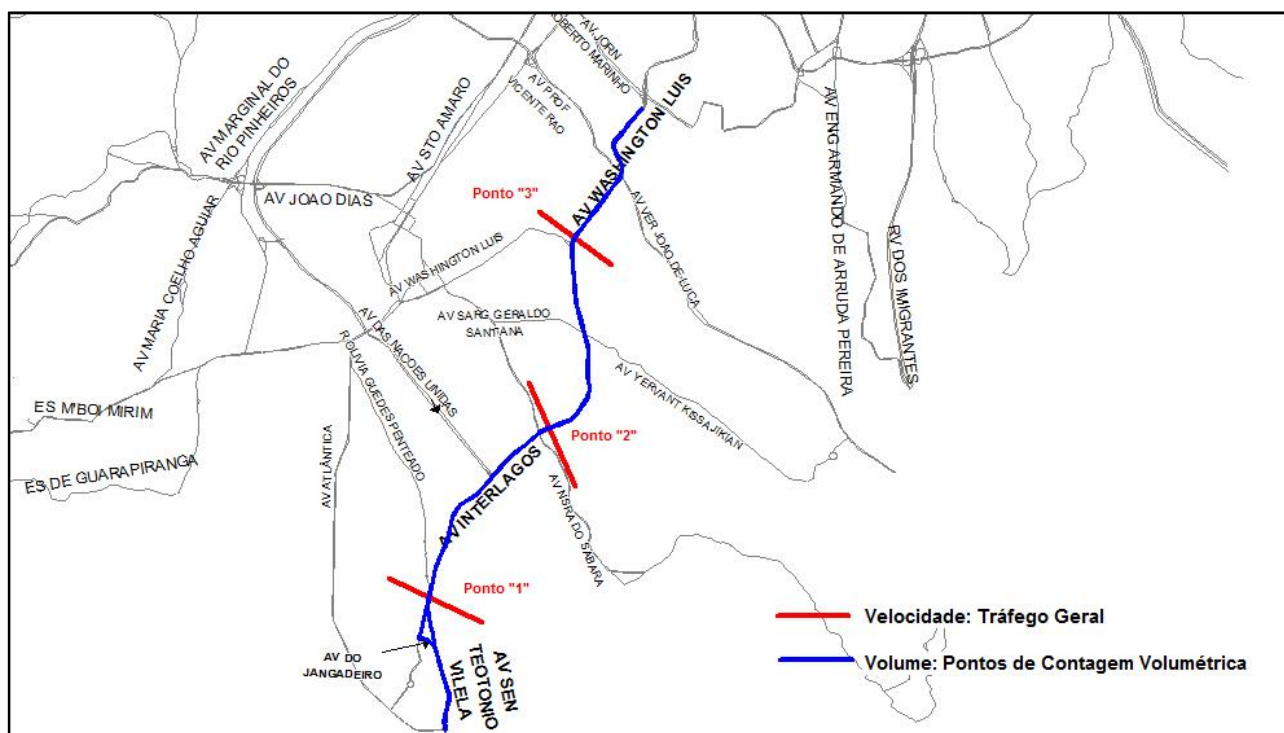 AV JORN
ROBERTO MARINHO
AV PROF
VICENTE RAO
AV MARGINAL DO
RIO PINHEIROS
AV STO AMARO
AV WASHINGTON LUIS
AV ENG ARMANDO DE ARRUDA PEREIRA
RV DOS IMIGRANTES
AV JOAO DIAS
Ponto "3"
AV MARIA COELHO AGUIAR
AV VER JOAO DE LUCA
AV WASHINGTON LUIS
AV SARG GERALDO
SANTANA
AV DAS NACOES UNIDAS
R OLIVIA GUEDES PENTEADO
AV YERVANT KISSAJIKIAN
ES M'BOI MIRIM
Ponto "2"
ES DE GUARAPIRANGA
AV ATLÂNTICA
AV INTERLAGOS
AV NSRA DO SABARA
Ponto "1"
Velocidade: Tráfego Geral
Volume: Pontos de Contagem Volumétrica
AV DO
JANGADEIRO
AV SEN
TEOTONIO
VILELA